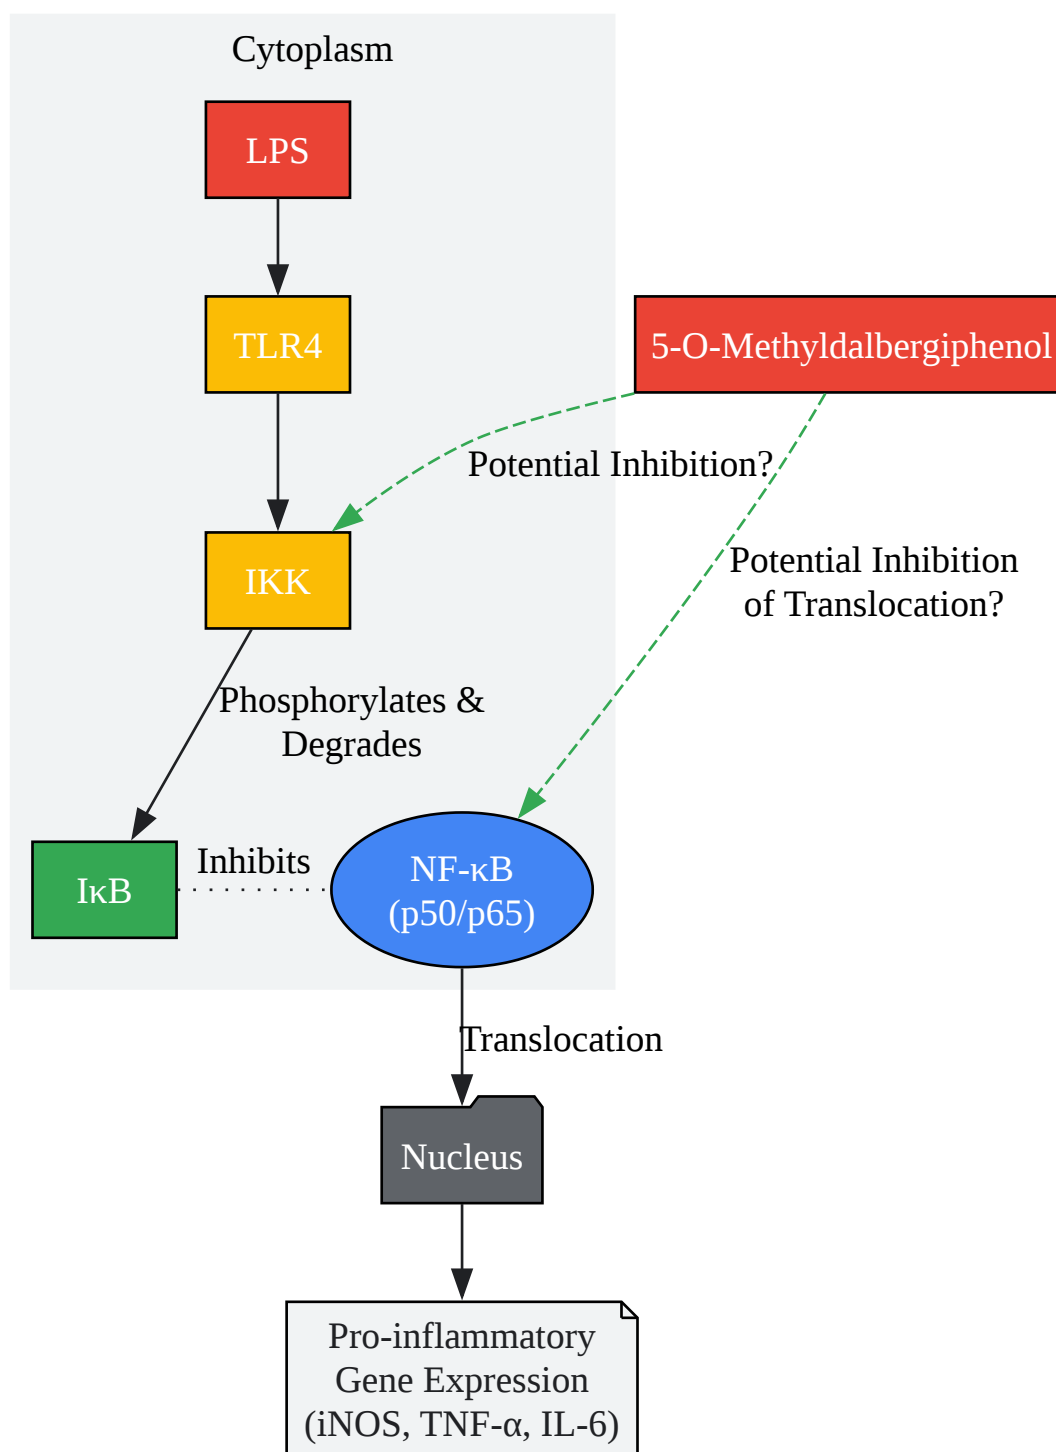 Cytoplasm
LPS
TLR4
5-O-Methyldalbergiphenol
Potential Inhibition?
IKK
Potential Inhibition
of Translocation?
Phosphorylates &
Degrades
IκB
Inhibits
NF-κB
(p50/p65)
Translocation
Nucleus
Pro-inflammatory
Gene Expression
(iNOS, TNF-α, IL-6)